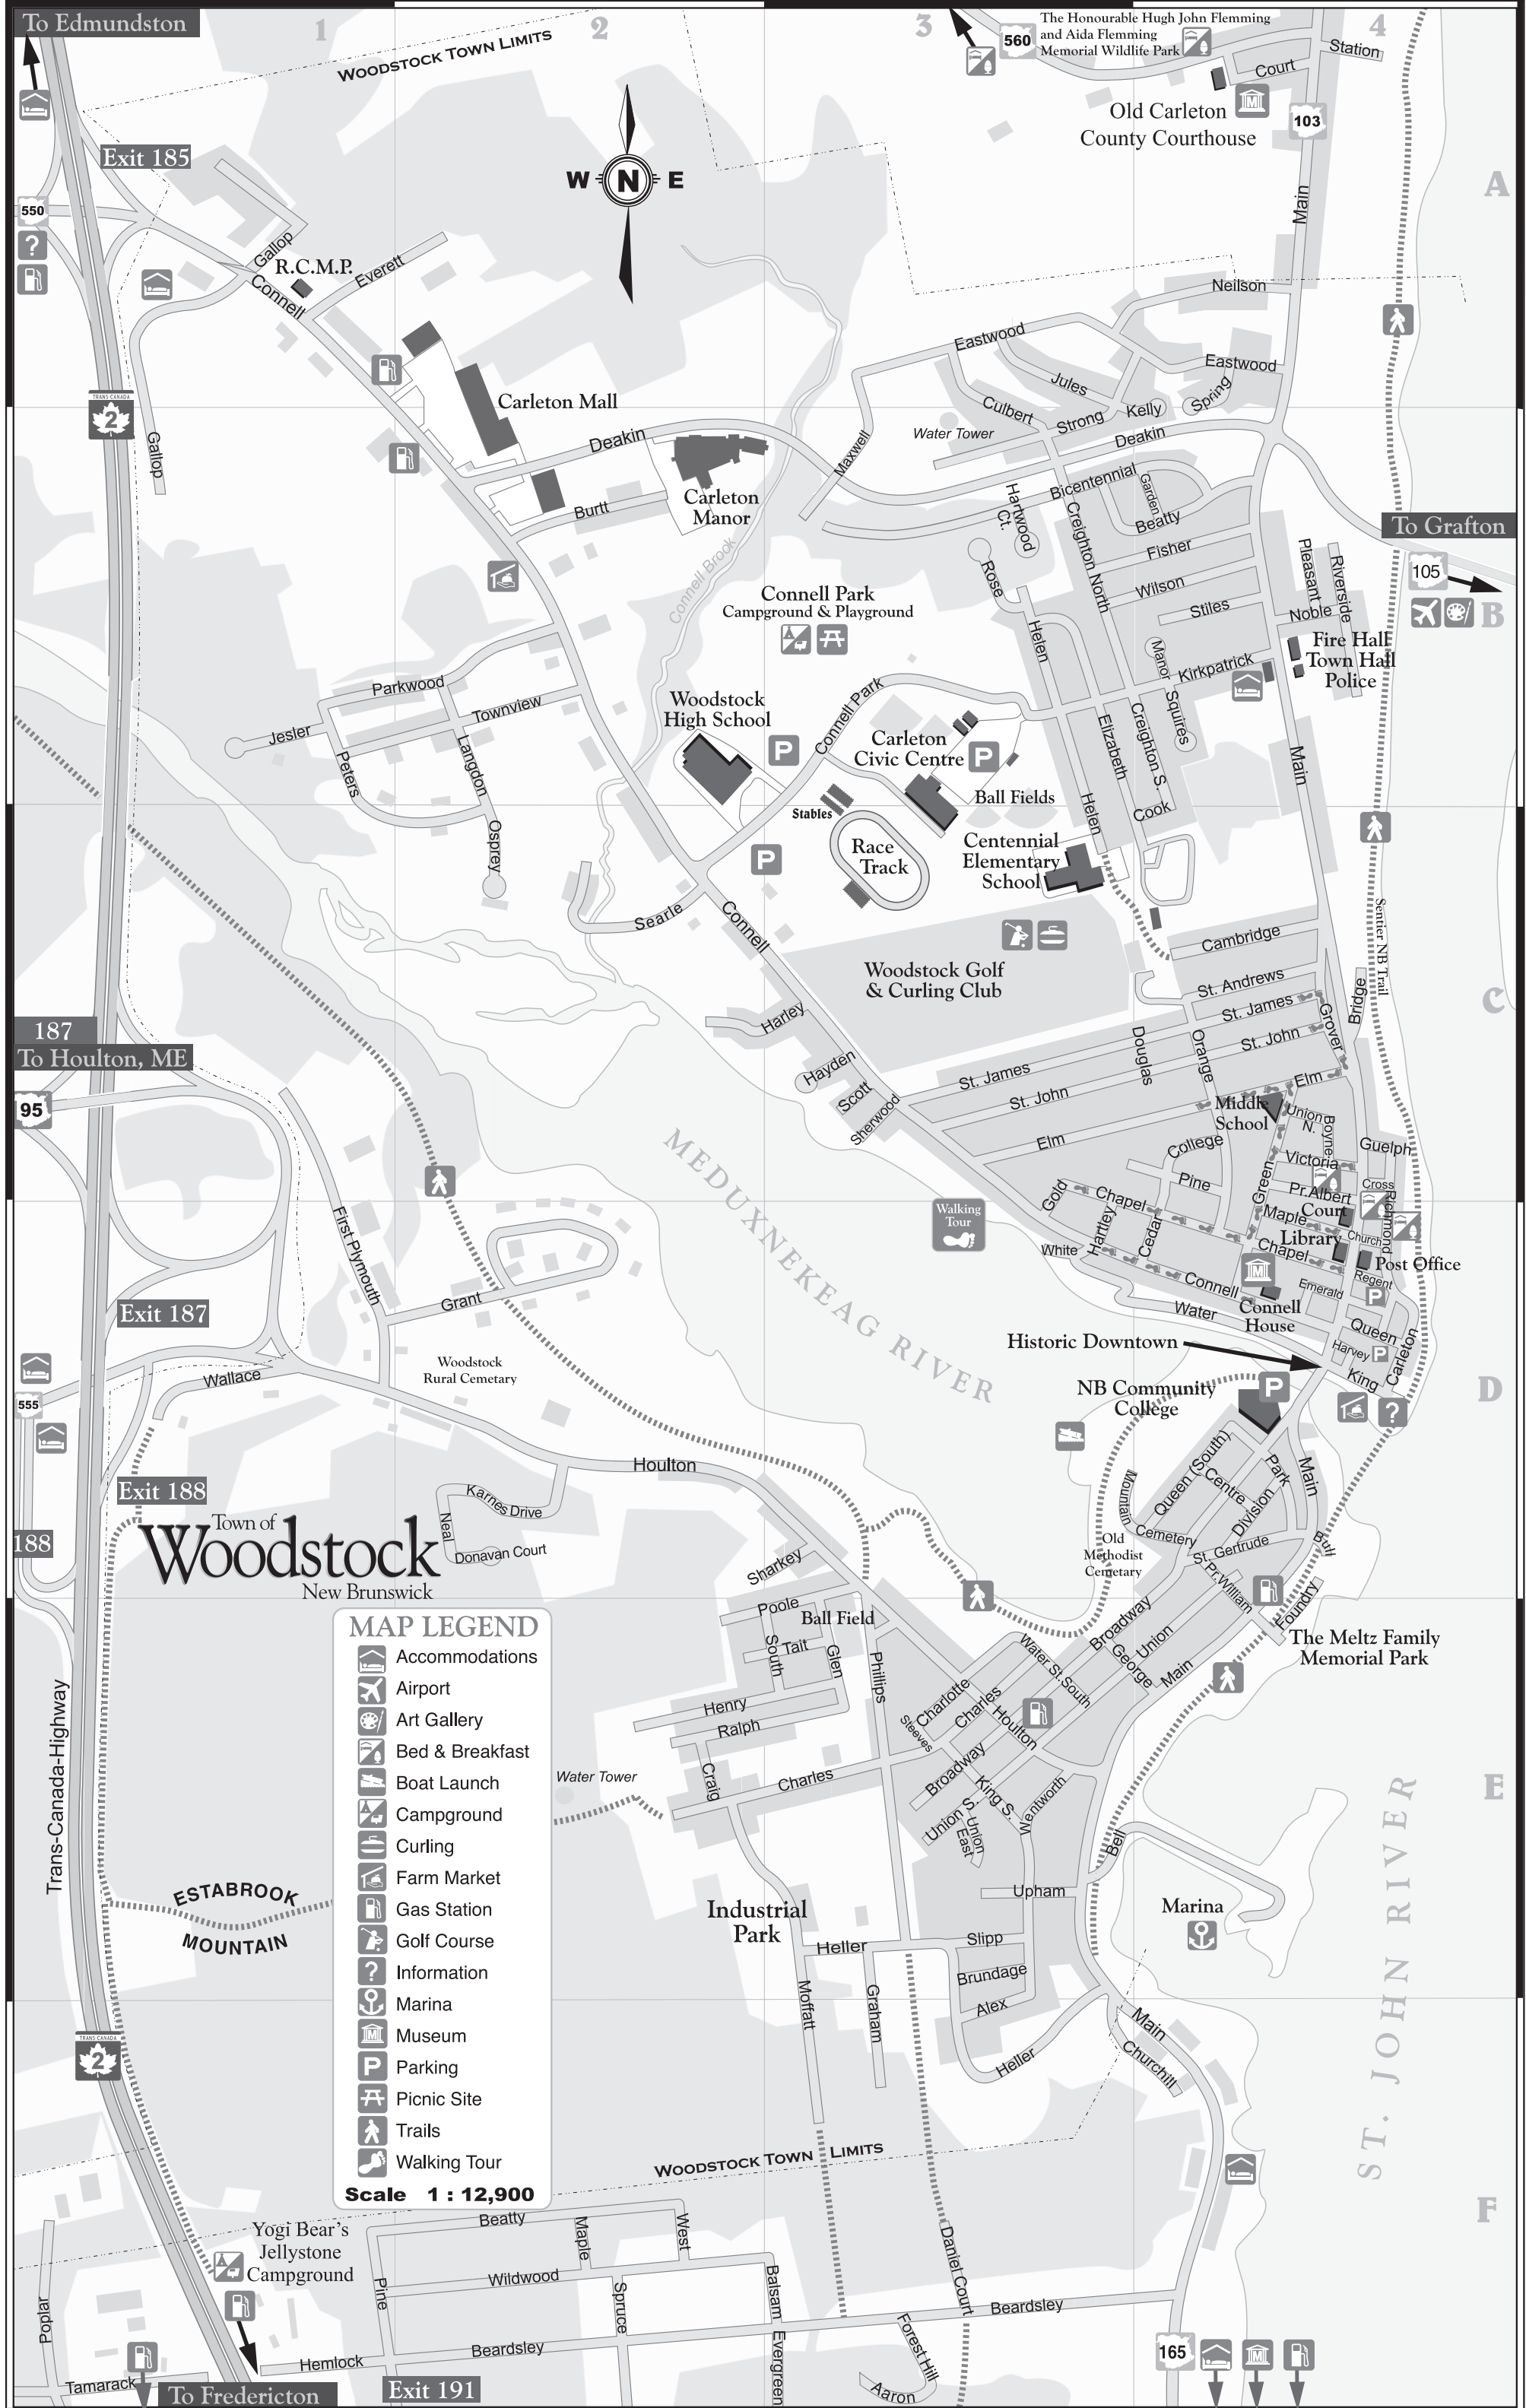 To Edmundston
1
2
3
4
WOODSTOCK TOWN LIMITS
560
The Honourable Hugh John Flemming
and Aida Flemming
Memorial Wildlife Park
Station
Court
Old Carleton
County Courthouse
103
Exit 185
W N E
A
550
?
Main
Gallop
R.C.M.P.
Everett
Connell
Neilson
Eastwood
Eastwood
Jules
Spring
Culbert
Strong
Kelly
TRANS CANADA
2
Carleton Mall
Gallop
Deakin
Water Tower
Deakin
Maxwell
Carleton
Manor
Burtt
Bicentennial
Garden
Hartwood
Ct.
Creighton North
Beatty
To Grafton
105
B
Fisher
Pleasant
Riverside
Rose
Wilson
Connell Brook
Connell Park
Campground & Playground
Stiles
Noble
Helen
Fire Hall
Town Hall
Police
Manor
Kirkpatrick
Parkwood
Townview
Woodstock
High School
P
Connell Park
Carleton
Civic Centre
P
Squires
Creighton S.
Elizabeth
Jesler
Peters
Langdon
Main
Stables
Ball Fields
Helen
Cook
Osprey
Race
Track
Centennial
Elementary
School
P
Searle
Connell
Sentier NB Trail
Cambridge
Woodstock Golf
& Curling Club
St. Andrews
C
Bridge
187
To Houlton, ME
Harley
St. James
Grover
St. John
Douglas
Orange
Hayden
St. James
Scott
St. John
Sherwood
Elm
95
Middle
School
Union
N.
Boyne
MEDUXNEKEAG RIVER
Elm
College
Guelph
Victoria
Pine
Green
Cross
Pr. Albert
Court
Richmond
Gold
Chapel
Maple
Walking
Tour
Hartley
Cedar
Library
Church
White
Chapel
Post Office
First Plymouth
Regent
Connell
Emerald
P
Grant
Water
Connell
House
Queen
Exit 187
Historic Downtown
Harvey
P
Carleton
King
Woodstock
Rural Cemetery
Wallace
NB Community
College
P
D
?
555
Queen (South)
Park
Main
Houlton
Centre
Exit 188
Mountain
Division
Karnes Drive
Neal
Donavan Court
Cemetery
St. Gertrude
Bull
188
Town of
Woodstock
New Brunswick
Old
Methodist
Cemetery
Sharkey
Pr. William
Foundry
Poole
Ball Field
Broadway
The Meltz Family
Memorial Park
South
Tait
Glen
Water St. South
George
Union
Main
Phillips
Charlotte
Henry
Charles
Sleeves
Houlton
Ralph
Trans-Canada-Highway
Water Tower
Craig
Charles
Broadway
King S.
Wentworth
E
Union S.
Union
East
Bell
ESTABROOK
MOUNTAIN
Upham
Industrial
Park
Marina
ST. JOHN RIVER
Heller
Slipp
Brundage
Moffatt
Graham
Alex
Main
Heller
Churchill
TRANS CANADA
2
MAP LEGEND
Accommodations
Airport
Art Gallery
Bed & Breakfast
Boat Launch
Campground
Curling
Farm Market
Gas Station
Golf Course
? Information
Marina
Museum
P Parking
Picnic Site
Trails
Walking Tour
Scale 1 : 12,900
WOODSTOCK TOWN LIMITS
F
Yogi Bear's
Jellystone
Campground
Beatty
Maple
West
Daniel Court
Pine
Wildwood
Spruce
Balsam
Beardsley
Poplar
Forest Hill
Beardsley
Hemlock
Evergreen
165
Tamarack
Aaron
To Fredericton
Exit 191